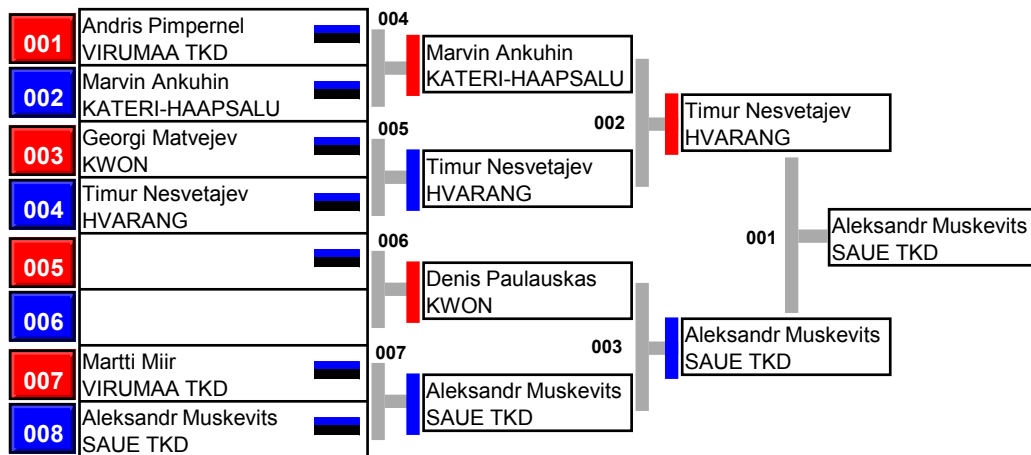 001
Andris Pimpernel
VIRUMAA TKD
002
Marvin Ankuhin
KATERI-HAAPSALU
003
Georgi Matvejev
KWON
004
Timur Nesvetajev
HVARANG
005
006
007
Martti Miir
VIRUMAA TKD
008
Aleksandr Muskevits
SAUE TKD
004
Marvin Ankuhin
KATERI-HAAPSALU
005
Timur Nesvetajev
HVARANG
006
Denis Paulauskas
KWON
007
Aleksandr Muskevits
SAUE TKD
002
Timur Nesvetajev
HVARANG
003
Aleksandr Muskevits
SAUE TKD
001
Aleksandr Muskevits
SAUE TKD